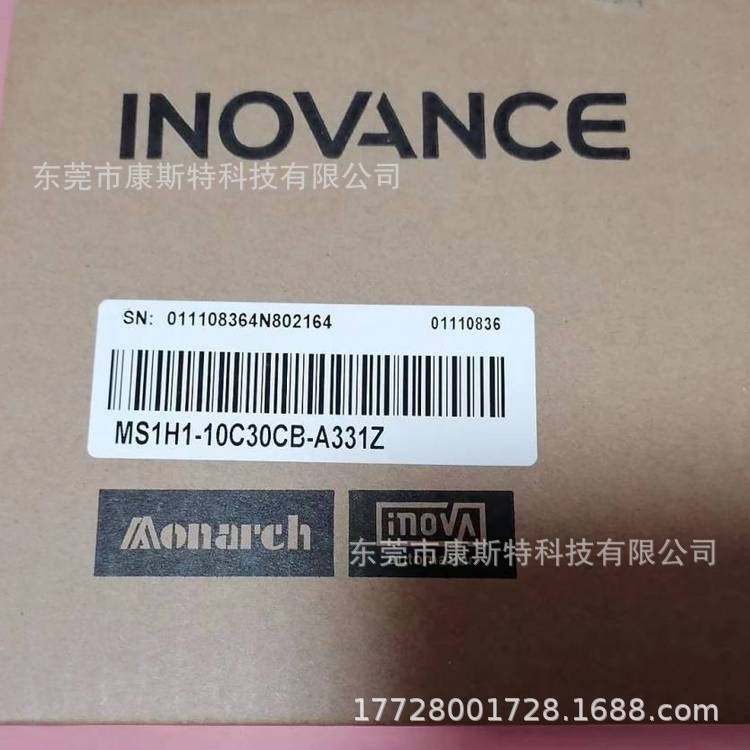 INOVANCE
东莞市康斯特科技有限公司
SN: 011108364N802164 01110836
MS1H1-10C30CB-A331Z
Monarch inovA
东莞市康斯特科技有限公司
Automation
17728001728.1688.com